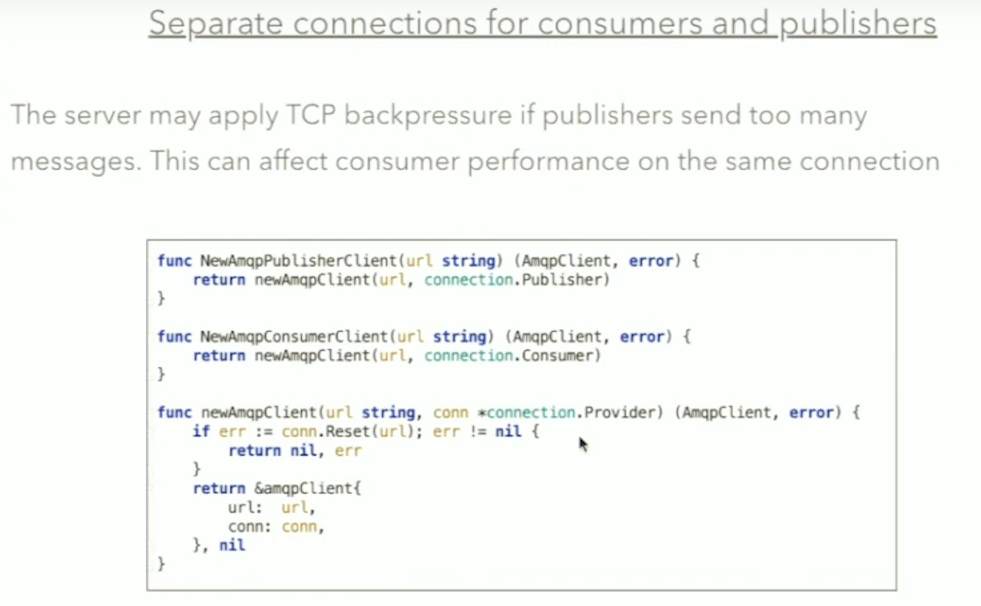 Separate connections for consumers and publishers
The server may apply TCP backpressure if publishers send too many
messages. This can affect consumer performance on the same connection
func NewAmqpPublisherClient(url string) (AmqpClient, error) {
    return newAmqpClient(url, connection.Publisher)
}
func NewAmqpConsumerClient(url string) (AmqpClient, error) {
    return newAmqpClient(url, connection.Consumer)
}
func newAmqpClient(url string, conn *connection.Provider) (AmqpClient, error) {
    if err := conn.Reset(url); err != nil {
        return nil, err
    }
    return &amqpClient{
        url:  url,
        conn: conn,
    }, nil
}